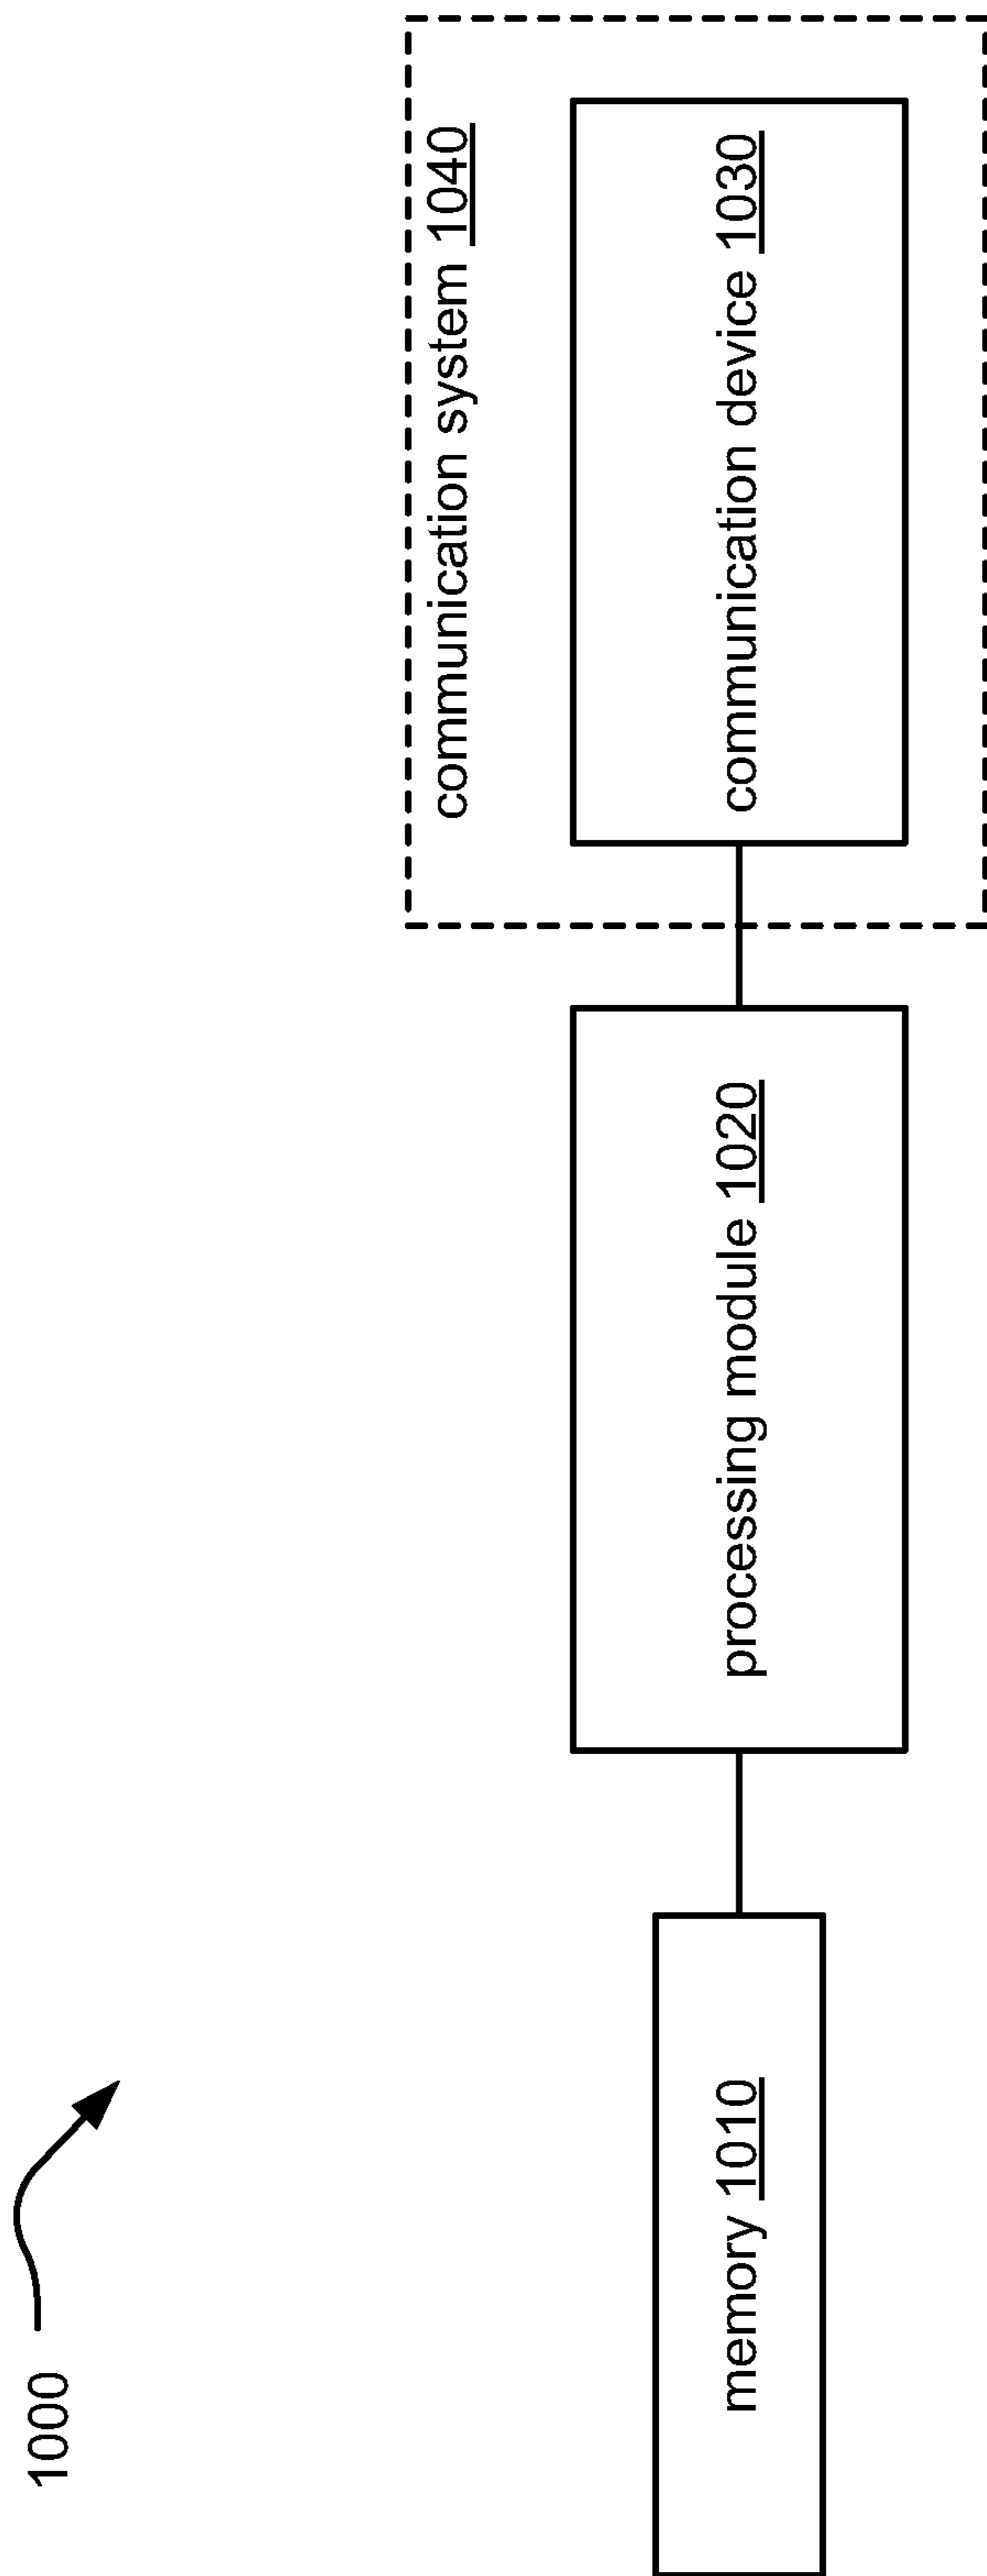 1000
communication system 1040
memory 1010
processing module 1020
communication device 1030